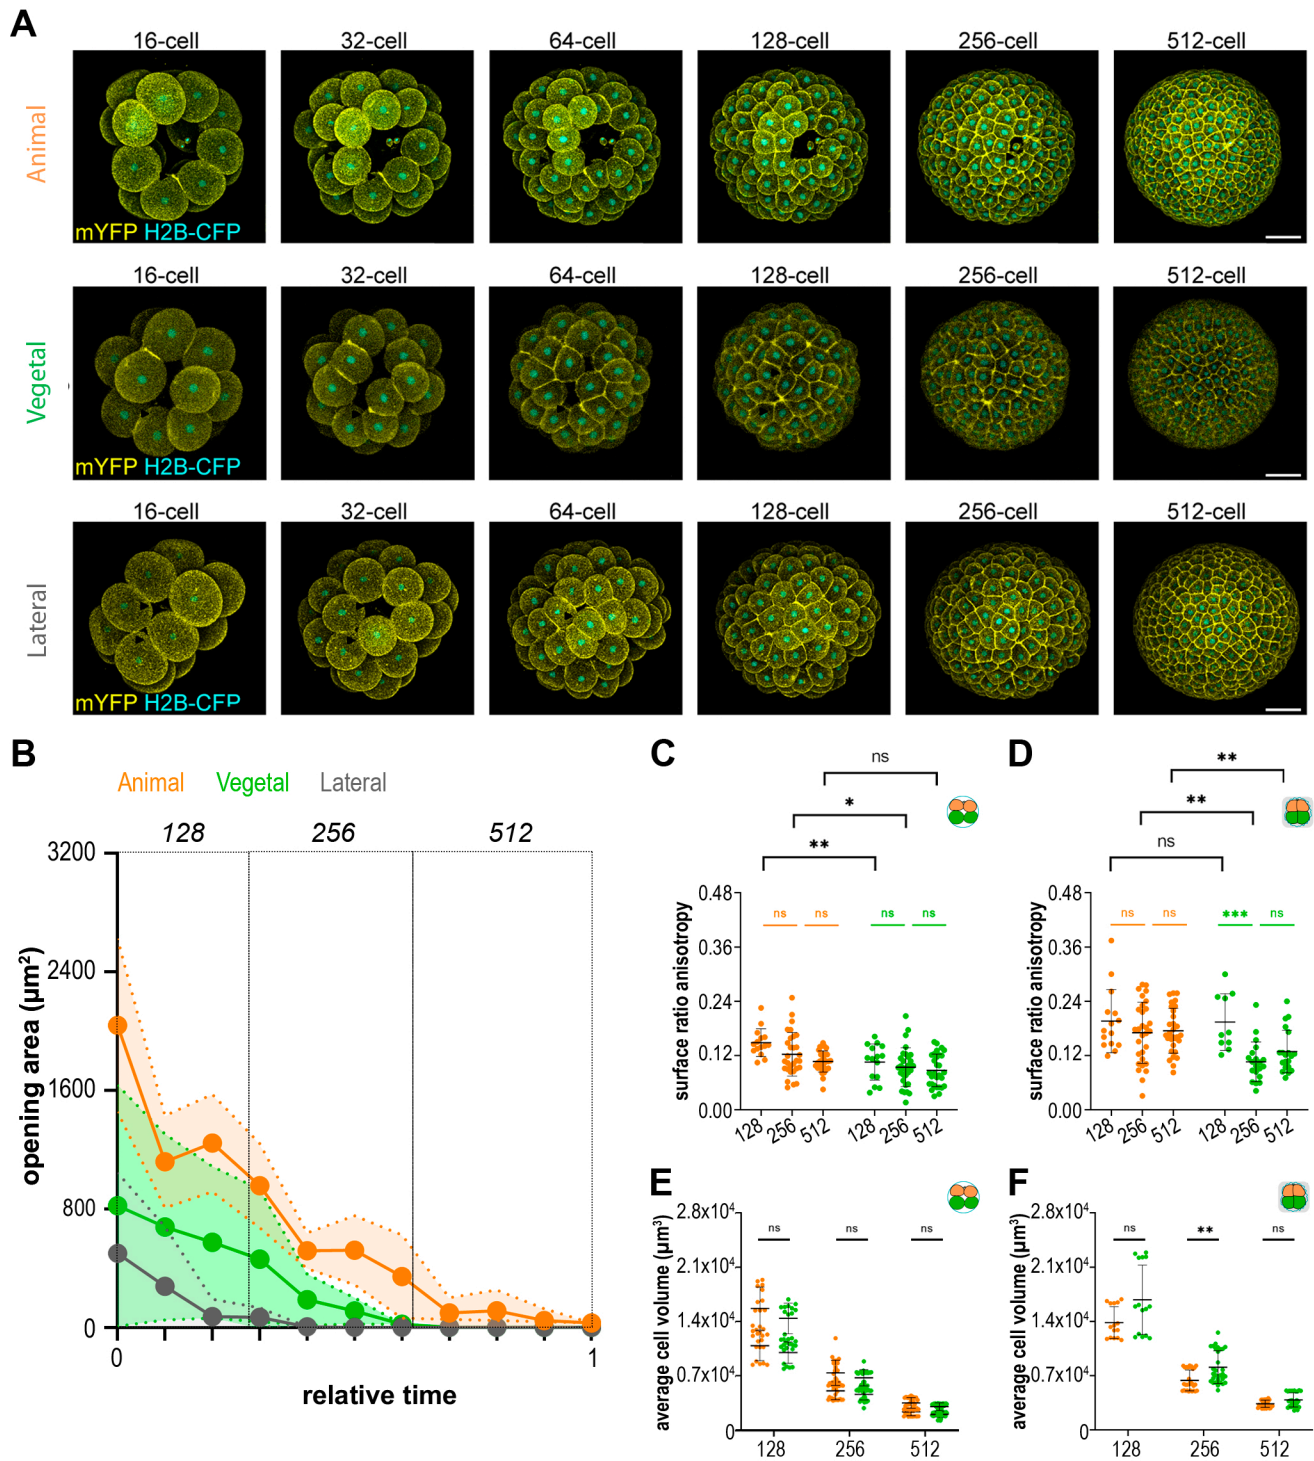 A
16-cell 32-cell 64-cell 128-cell 256-cell 512-cell
Animal
mYFP H2B-CFP
16-cell 32-cell 64-cell 128-cell 256-cell 512-cell
Vegetal
mYFP H2B-CFP
16-cell 32-cell 64-cell 128-cell 256-cell 512-cell
Lateral
mYFP H2B-CFP
B
Animal Vegetal Lateral
128 256 512
3200
2400
1600
800
0
opening area (µm²)
0 1
relative time
C
ns
*
**
0.48
0.36
0.24
0.12
0.00
surface ratio anisotropy
ns ns ns ns
128 256 512 128 256 512
D
**
**
ns
0.48
0.36
0.24
0.12
0.00
surface ratio anisotropy
ns ns *** ns
128 256 512 128 256 512
E
2.8x10⁴
2.1x10⁴
1.4x10⁴
0.7x10⁴
0
average cell volume (µm³)
ns ns ns
128 256 512
F
2.8x10⁴
2.1x10⁴
1.4x10⁴
0.7x10⁴
0
average cell volume (µm³)
ns ** ns
128 256 512